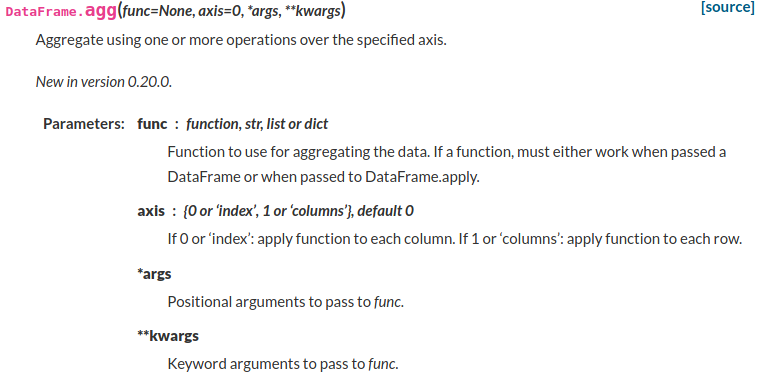 DataFrame.agg(func=None, axis=0, *args, **kwargs) [source]
Aggregate using one or more operations over the specified axis.
New in version 0.20.0.
Parameters: func : function, str, list or dict
Function to use for aggregating the data. If a function, must either work when passed a
DataFrame or when passed to DataFrame.apply.
axis : {0 or ‘index’, 1 or ‘columns’}, default 0
If 0 or ‘index’: apply function to each column. If 1 or ‘columns’: apply function to each row.
*args
Positional arguments to pass to func.
**kwargs
Keyword arguments to pass to func.